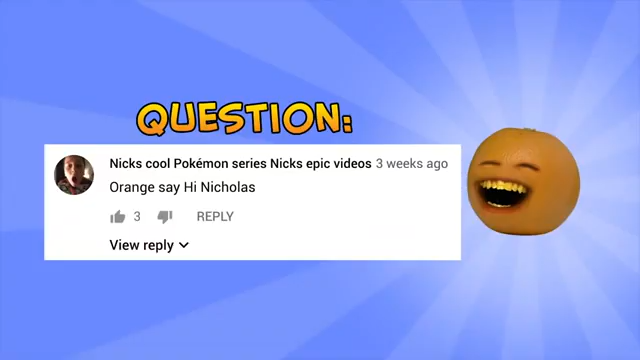 QUESTION:
Nicks cool Pokémon series Nicks epic videos 3 weeks ago
Orange say Hi Nicholas
3 REPLY
View reply